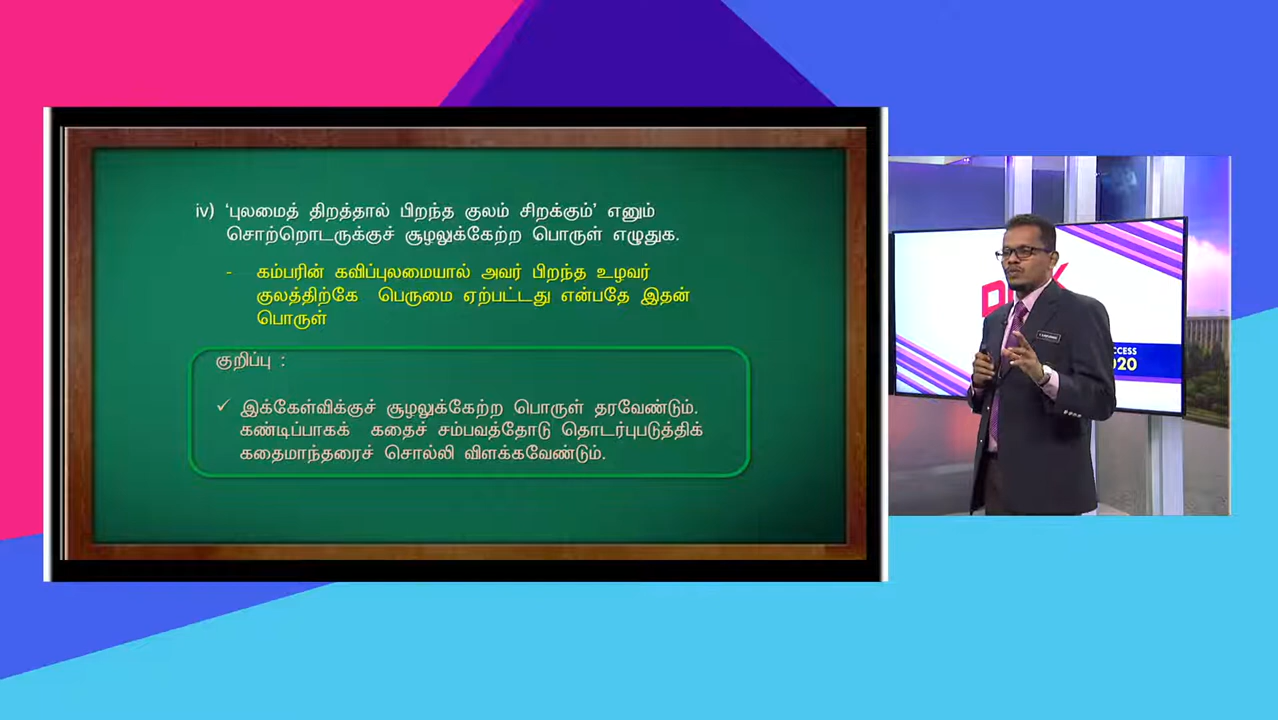 iv) ‘புலமைத் திறத்தால் பிறந்த குலம் சிறக்கும்’ எனும்
சொற்றொடருக்குச் சூழலுக்கேற்ற பொருள் எழுதுக.
- கம்பரின் கவிப்புலமையால் அவர் பிறந்த உழவர்
குலத்திற்கே பெருமை ஏற்பட்டது என்பதே இதன்
பொருள்
குறிப்பு :
✓ இக்கேள்விக்குச் சூழலுக்கேற்ற பொருள் தரவேண்டும்.
கண்டிப்பாகக் கதைச் சம்பவத்தோடு தொடர்புபடுத்திக்
கதைமாந்தரைச் சொல்லி விளக்கவேண்டும்.
2020